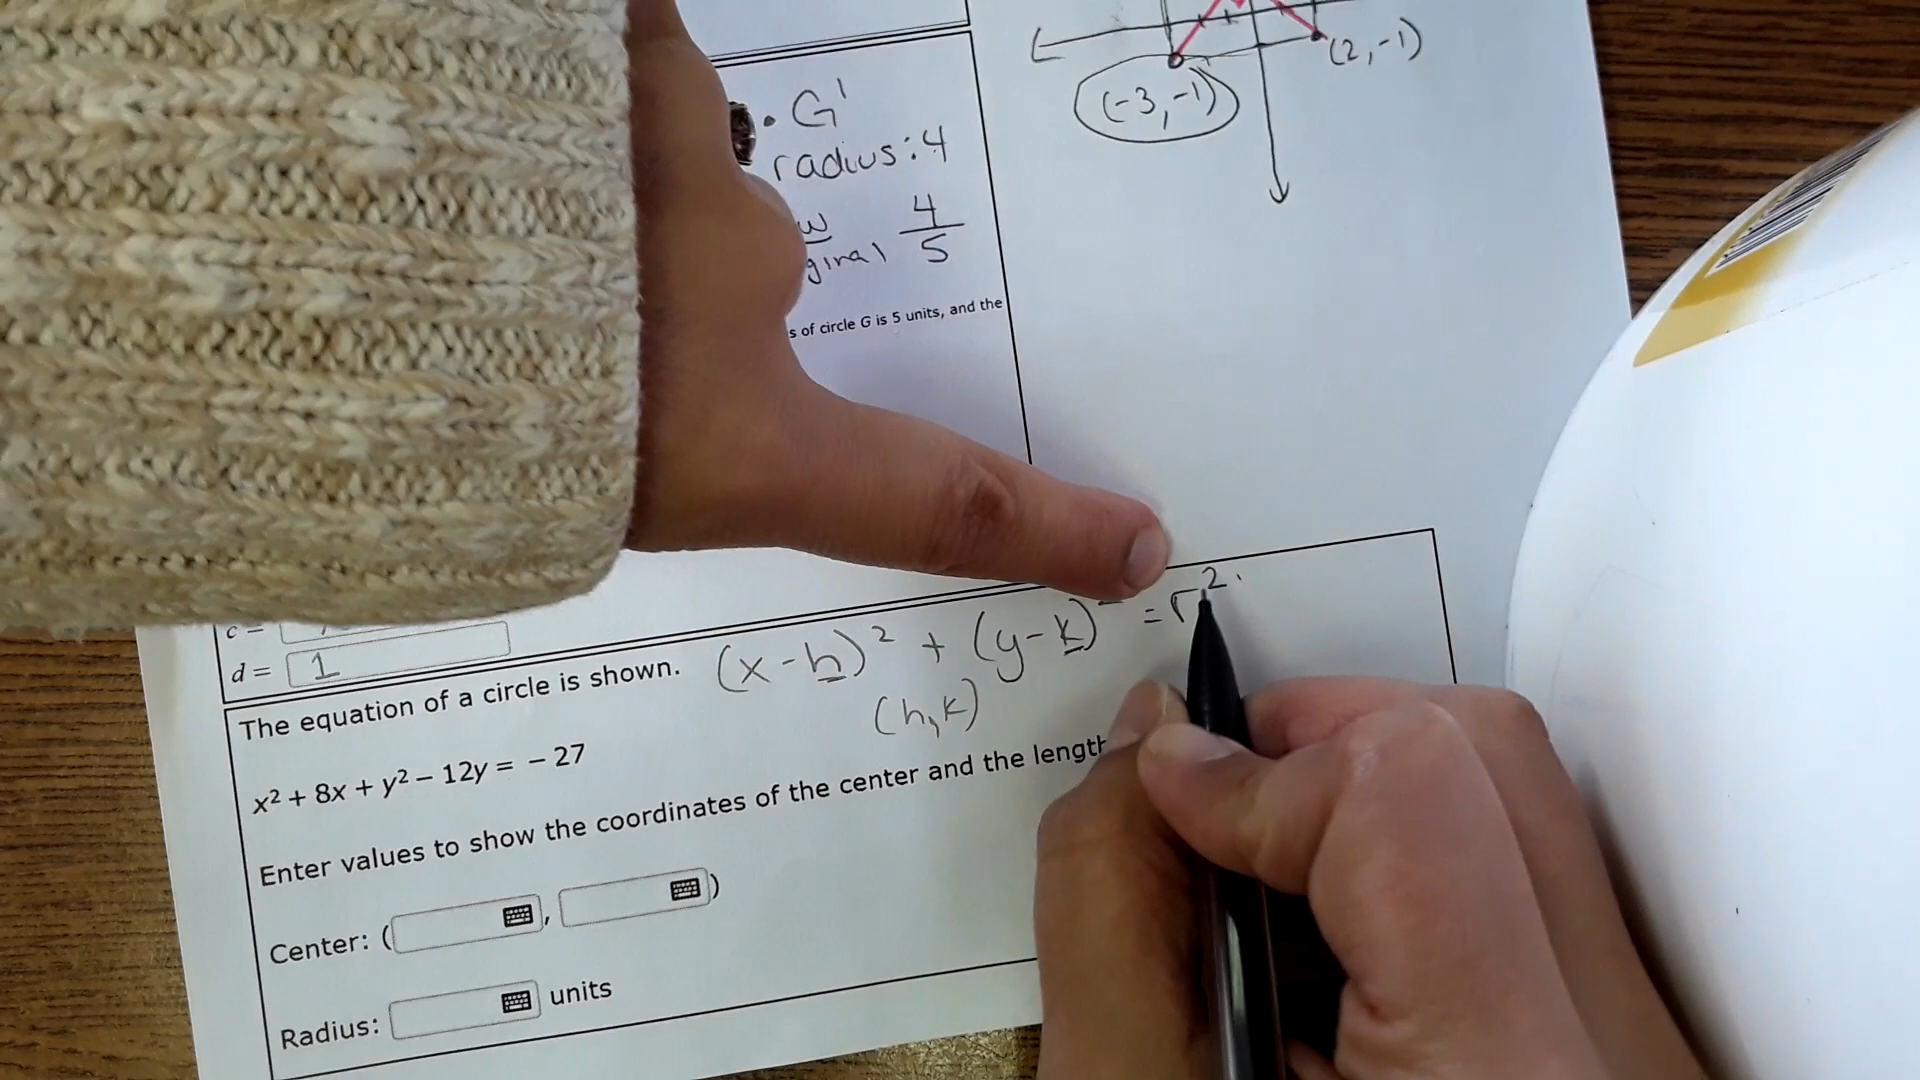 (2,-1)
(-3,-1)
• G'
radius: 4
w
ginal
4
5
s of circle G is 5 units, and the
c =
d = 1
The equation of a circle is shown.
(x-h)² + (y-k)² = r²
(h,k)
x² + 8x + y² – 12y = – 27
Enter values to show the coordinates of the center and the length
Center: ( , )
Radius: units